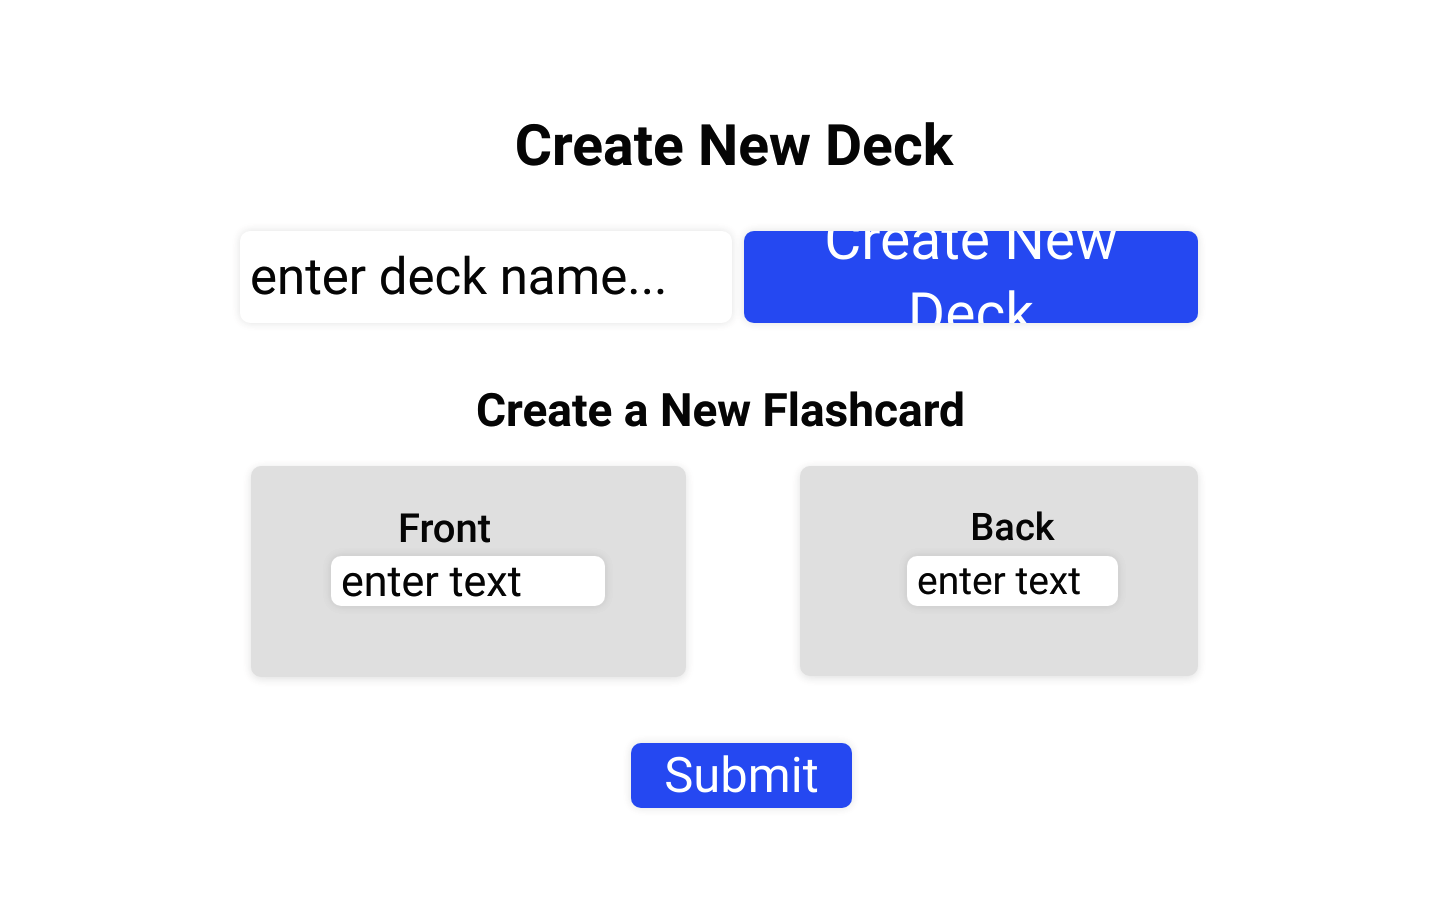 Create New Deck
enter deck name...
Create New
Deck
Create a New Flashcard
Front
Back
enter text
enter text
Submit